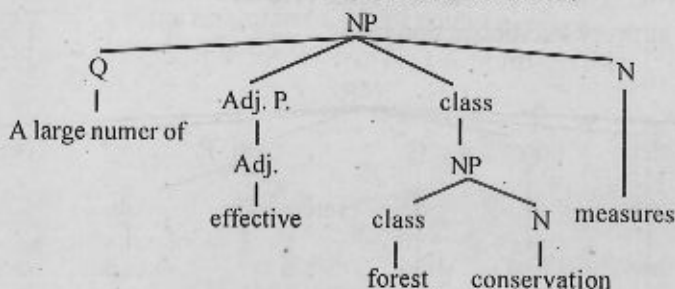 NP
Q
N
Adj. P.
class
A large numer of
Adj.
NP
effective
class
N
measures
forest
conservation